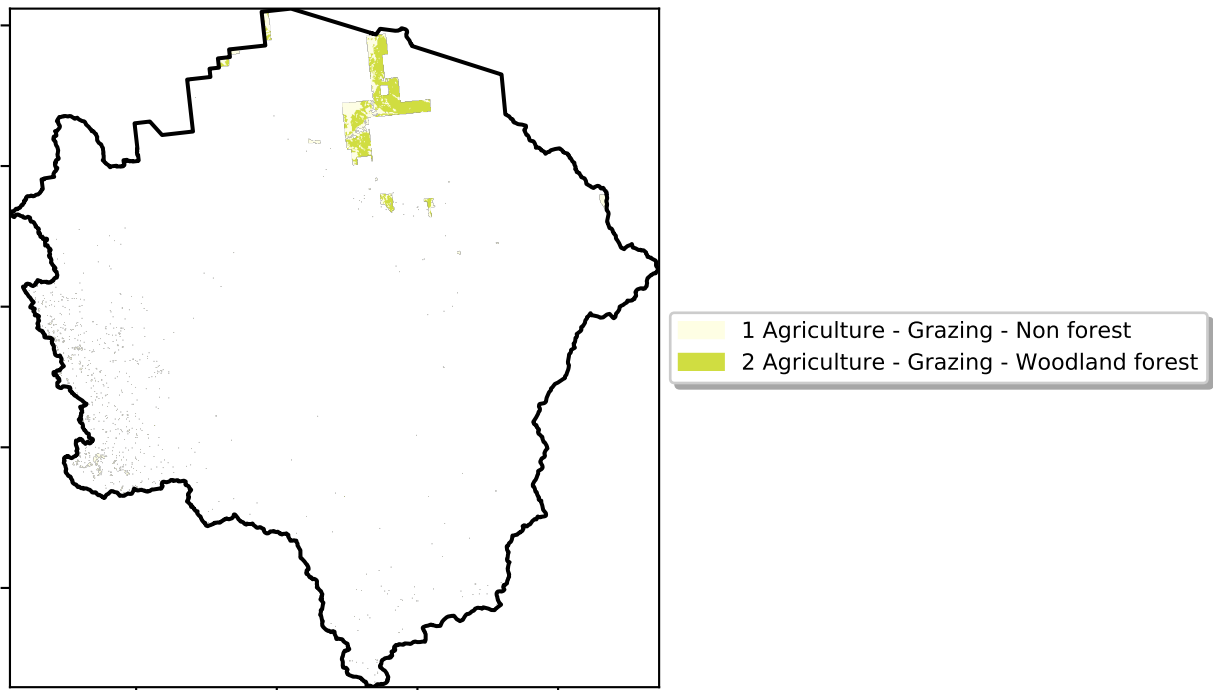 1 Agriculture - Grazing - Non forest
2 Agriculture - Grazing - Woodland forest